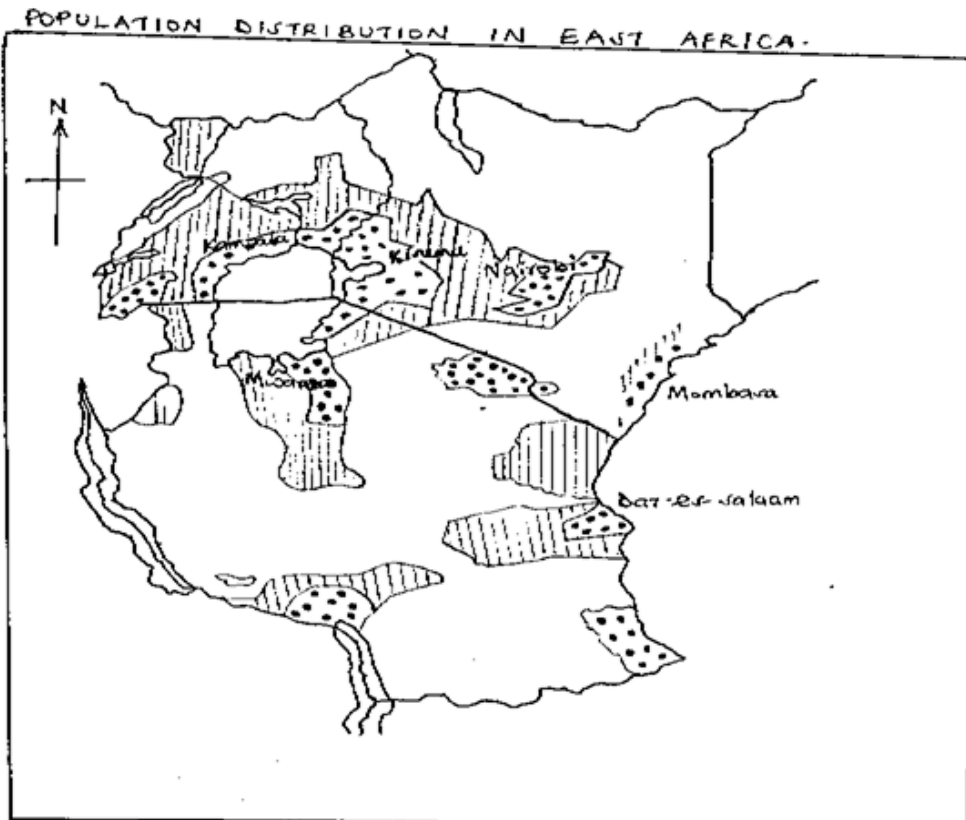 POPULATION DISTRIBUTION IN EAST AFRICA.
N
Kampala
Kisumu
Nairobi
Mwanza
Mombasa
Dar-es-salaam